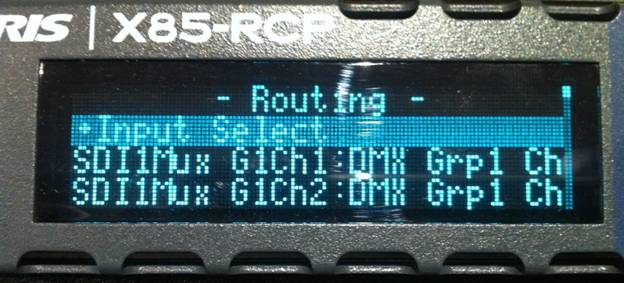 RIS | X85-RCP
- Routing -
+Input Select
SDI1Mux G1Ch1:DMX Grp1 Ch
SDI1Mux G1Ch2:DMX Grp1 Ch